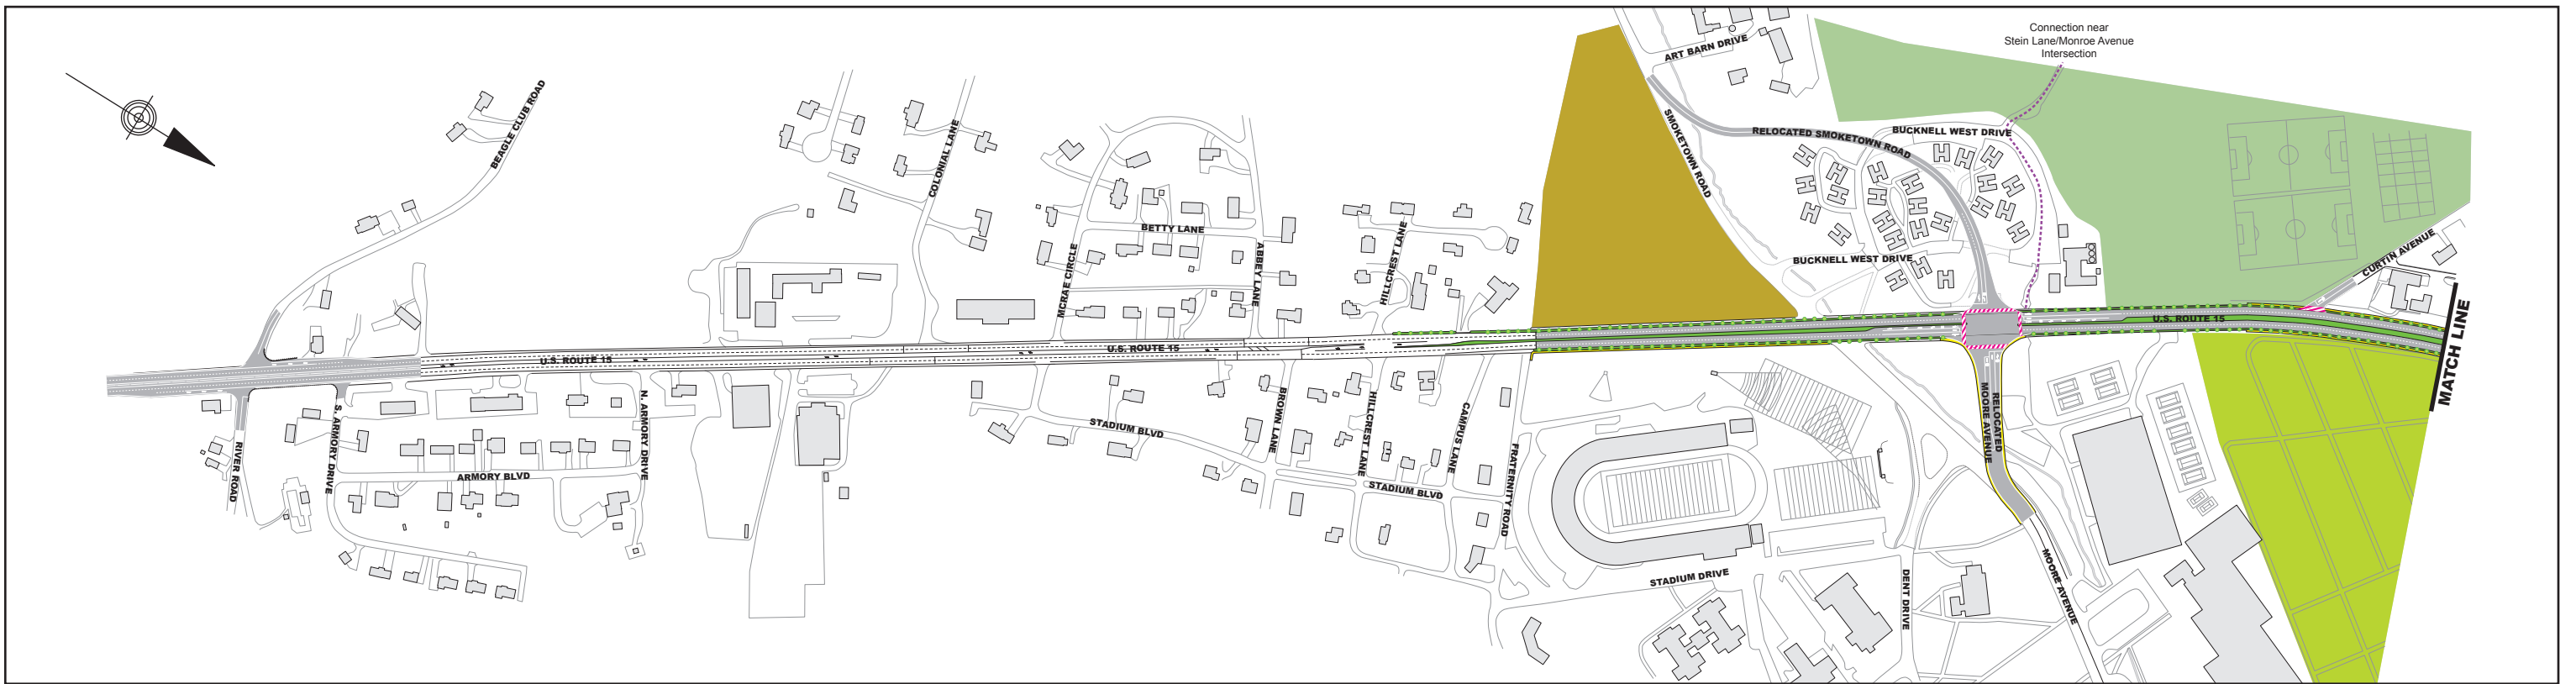 Connection near
Stein Lane/Monroe Avenue
Intersection
ART BARN DRIVE
BEAGLE CLUB ROAD
COLONIAL LANE
SMOKETOWN ROAD
RELOCATED SMOKETOWN ROAD
BUCKNELL WEST DRIVE
BETTY LANE
MCRAE CIRCLE
ABBEY LANE
HILLCREST LANE
BUCKNELL WEST DRIVE
CURTIN AVENUE
U.S. ROUTE 15
U.S. ROUTE 15
U.S. ROUTE 15
MATCH LINE
RIVER ROAD
S. ARMORY DRIVE
ARMORY BLVD
N. ARMORY DRIVE
STADIUM BLVD
BROWN LANE
HILLCREST LANE
STADIUM BLVD
CAMPUS LANE
FRATERNITY ROAD
RELOCATED
MOORE AVENUE
STADIUM DRIVE
DENT DRIVE
MOORE AVENUE